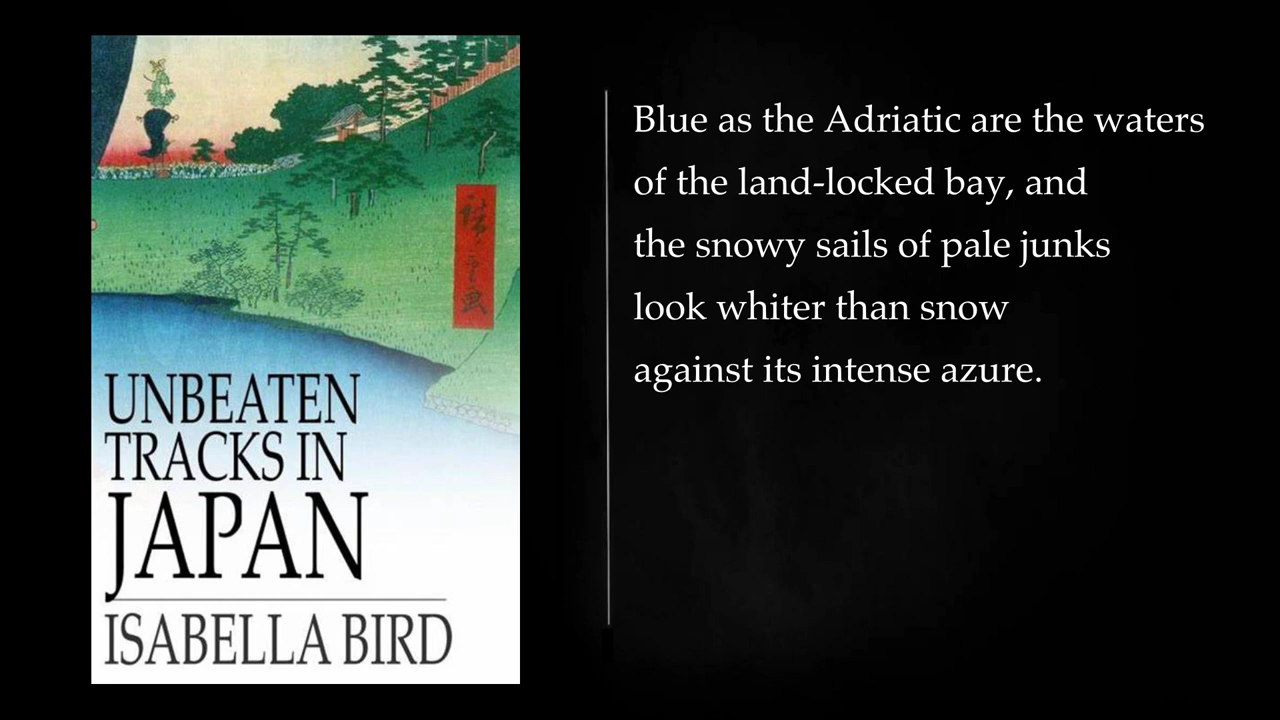 UNBEATEN
TRACKS IN
JAPAN
ISABELLA BIRD
Blue as the Adriatic are the waters
of the land-locked bay, and
the snowy sails of pale junks
look whiter than snow
against its intense azure.